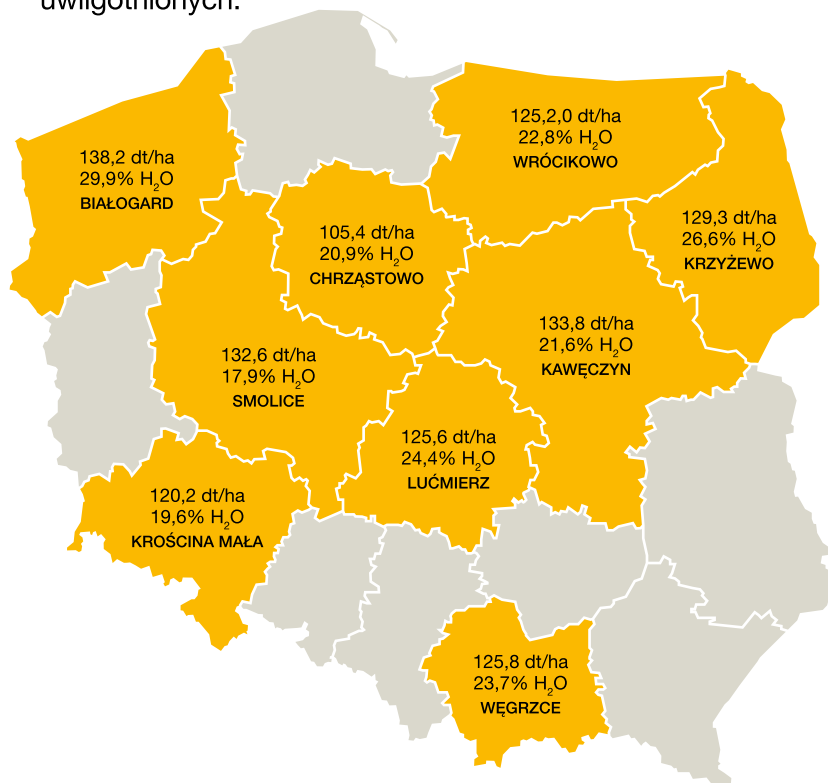 uwilgotnionych.
125,2,0 dt/ha
22,8% H₂O
WRÓCIKOWO
138,2 dt/ha
29,9% H₂O
BIAŁOGARD
129,3 dt/ha
26,6% H₂O
KRZYŻEWO
105,4 dt/ha
20,9% H₂O
CHRZĄSTOWO
133,8 dt/ha
21,6% H₂O
KAWĘCZYN
132,6 dt/ha
17,9% H₂O
SMOLICE
125,6 dt/ha
24,4% H₂O
LUĆMIERZ
120,2 dt/ha
19,6% H₂O
KROŚCINA MAŁA
125,8 dt/ha
23,7% H₂O
WĘGRZCE